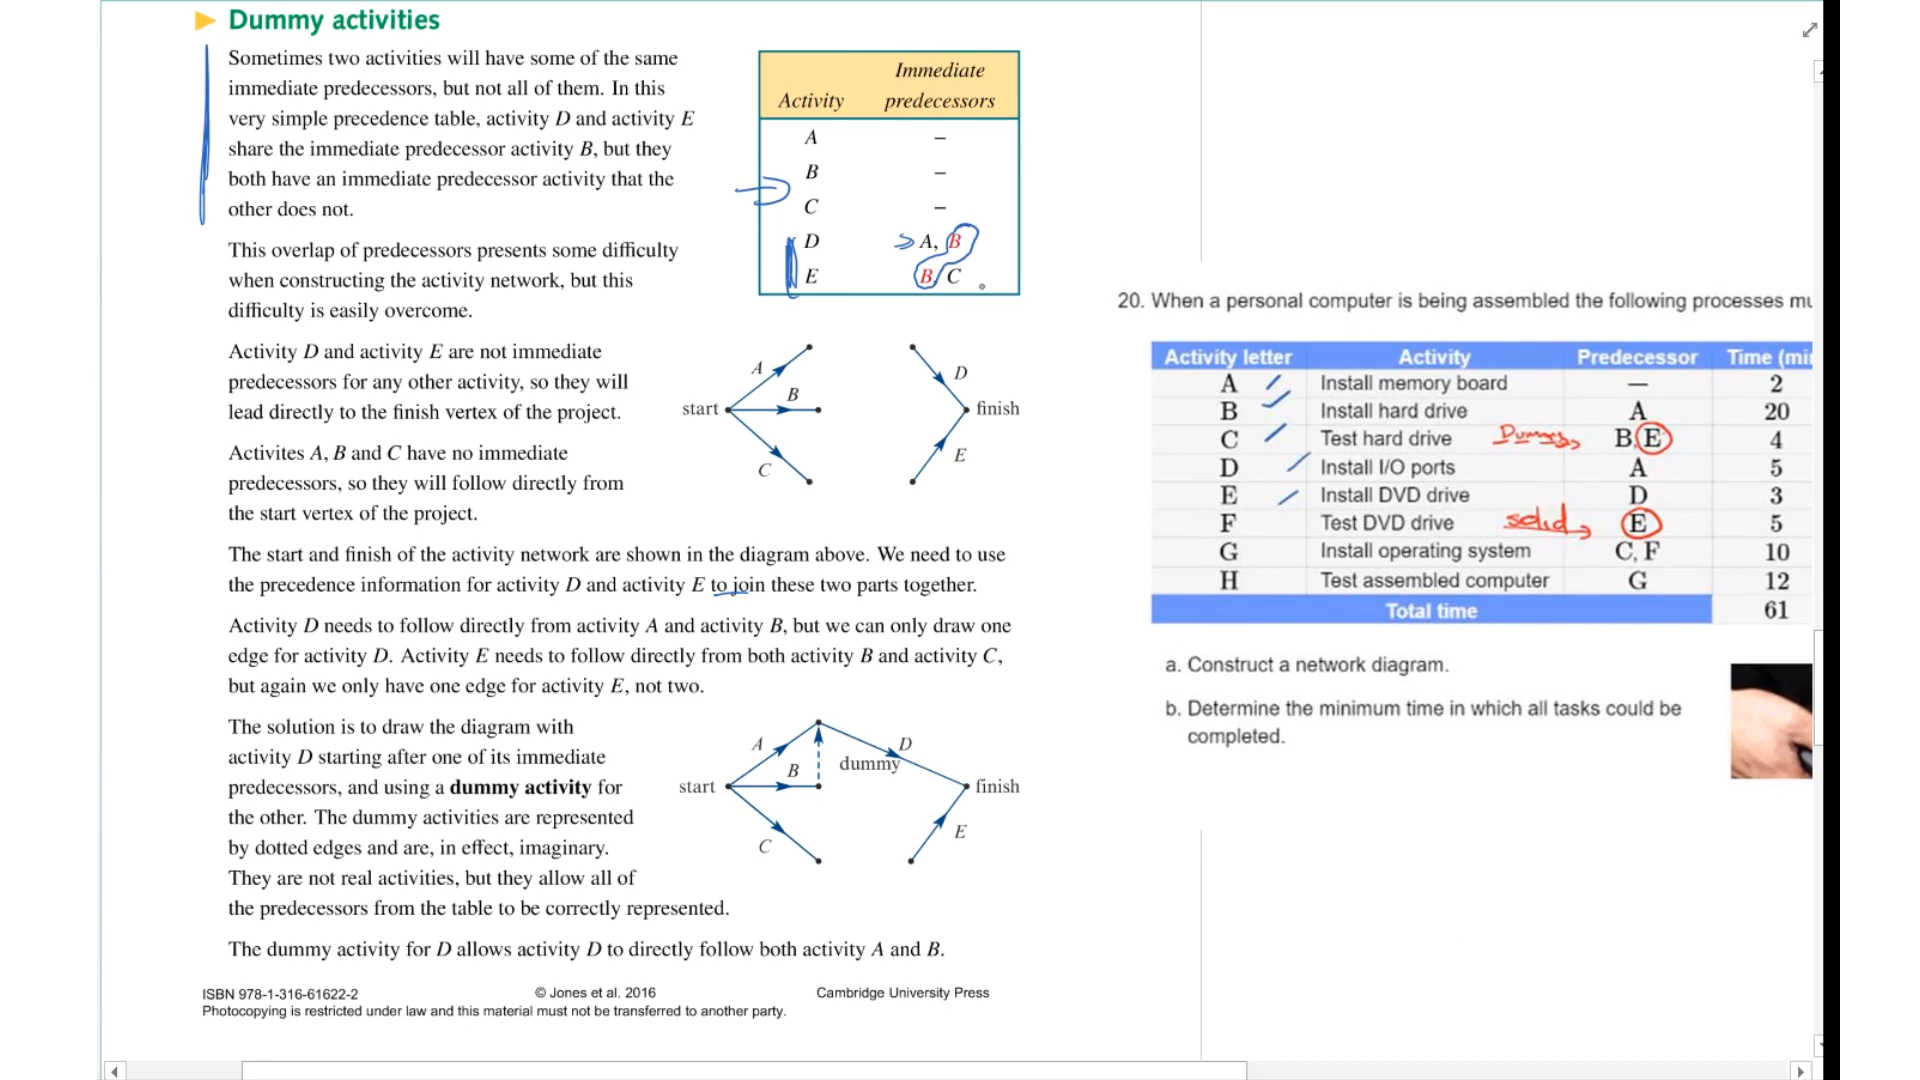 Dummy activities
Sometimes two activities will have some of the same
immediate predecessors, but not all of them. In this
very simple precedence table, activity D and activity E
share the immediate predecessor activity B, but they
both have an immediate predecessor activity that the
other does not.
This overlap of predecessors presents some difficulty
when constructing the activity network, but this
difficulty is easily overcome.
Immediate
Activity predecessors
A –
B –
C –
D A, B
E B, C
Activity D and activity E are not immediate
predecessors for any other activity, so they will
lead directly to the finish vertex of the project.
Activites A, B and C have no immediate
predecessors, so they will follow directly from
the start vertex of the project.
A
B
start
C
D
finish
E
The start and finish of the activity network are shown in the diagram above. We need to use
the precedence information for activity D and activity E to join these two parts together.
Activity D needs to follow directly from activity A and activity B, but we can only draw one
edge for activity D. Activity E needs to follow directly from both activity B and activity C,
but again we only have one edge for activity E, not two.
The solution is to draw the diagram with
activity D starting after one of its immediate
predecessors, and using a dummy activity for
the other. The dummy activities are represented
by dotted edges and are, in effect, imaginary.
They are not real activities, but they allow all of
the predecessors from the table to be correctly represented.
A
D
B
dummy
start
finish
C
E
The dummy activity for D allows activity D to directly follow both activity A and B.
ISBN 978-1-316-61622-2 © Jones et al. 2016 Cambridge University Press
Photocopying is restricted under law and this material must not be transferred to another party.
20. When a personal computer is being assembled the following processes mu
Activity letter Activity Predecessor Time (mi
A Install memory board — 2
B Install hard drive A 20
C Test hard drive Dummy B, E 4
D Install I/O ports A 5
E Install DVD drive D 3
F Test DVD drive solid E 5
G Install operating system C, F 10
H Test assembled computer G 12
Total time 61
a. Construct a network diagram.
b. Determine the minimum time in which all tasks could be
completed.